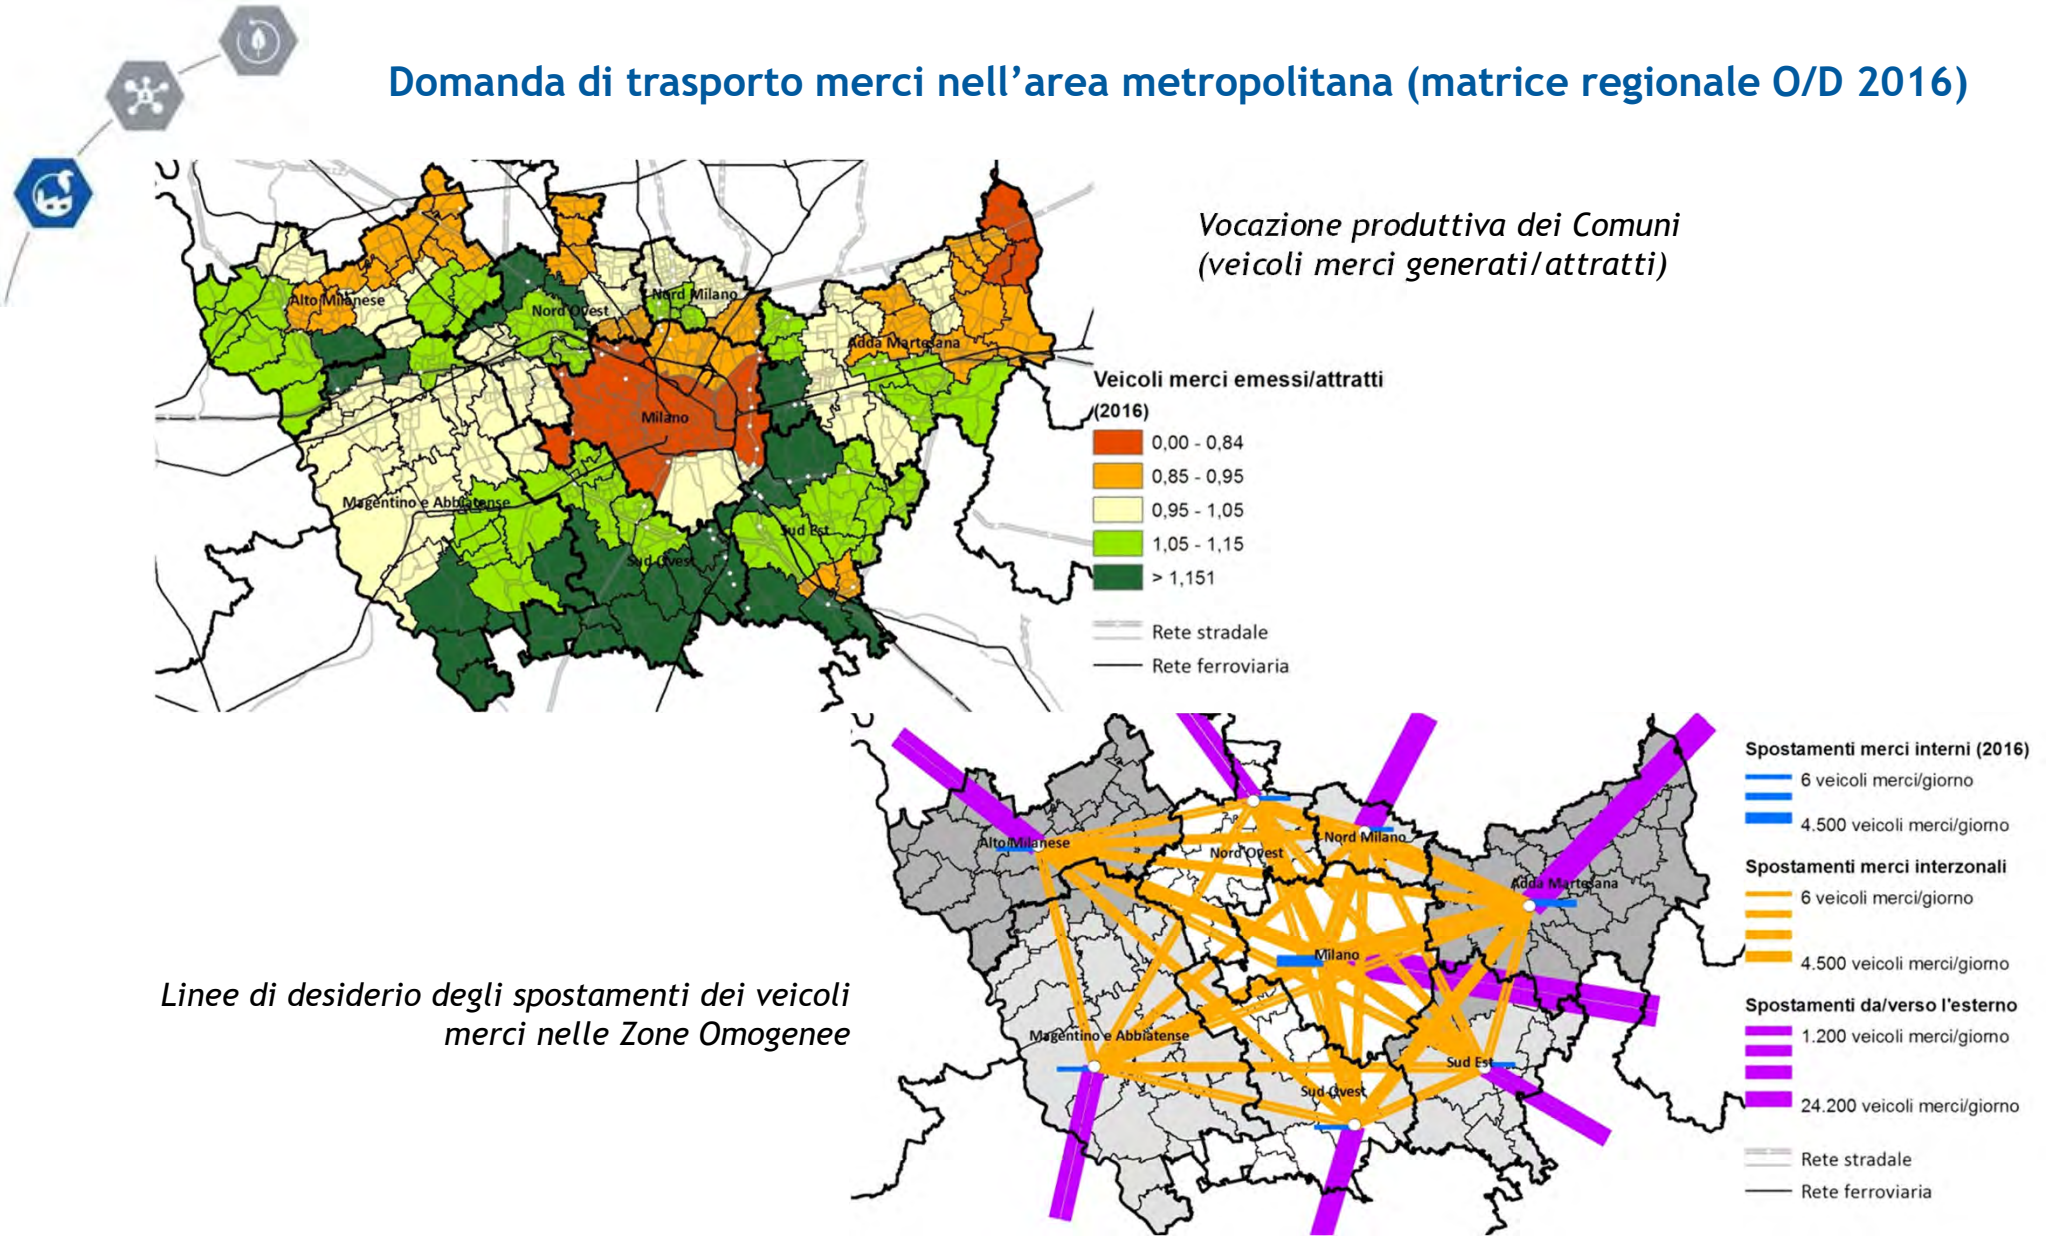 Domanda di trasporto merci nell’area metropolitana (matrice regionale O/D 2016)
Vocazione produttiva dei Comuni
(veicoli merci generati/attratti)
Alto Milanese
Nord Ovest
Nord Milano
Adda Martesana
Milano
Magentino e Abbiatense
Sud Est
Sud Ovest
Veicoli merci emessi/attratti
(2016)
0,00 - 0,84
0,85 - 0,95
0,95 - 1,05
1,05 - 1,15
> 1,151
Rete stradale
Rete ferroviaria
Linee di desiderio degli spostamenti dei veicoli
merci nelle Zone Omogenee
Alto Milanese
Nord Ovest
Nord Milano
Adda Martesana
Milano
Magentino e Abbiatense
Sud Est
Sud Ovest
Spostamenti merci interni (2016)
6 veicoli merci/giorno
4.500 veicoli merci/giorno
Spostamenti merci interzonali
6 veicoli merci/giorno
4.500 veicoli merci/giorno
Spostamenti da/verso l'esterno
1.200 veicoli merci/giorno
24.200 veicoli merci/giorno
Rete stradale
Rete ferroviaria